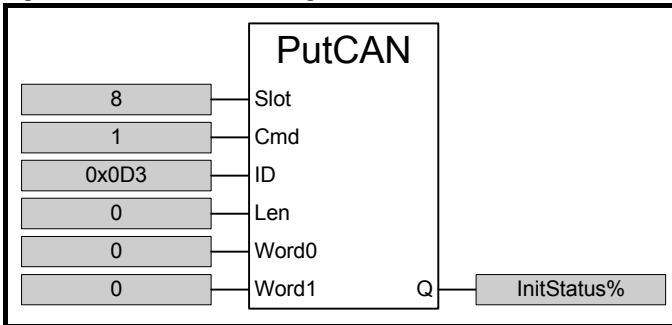 PutCAN
8 Slot
1 Cmd
0x0D3 ID
0 Len
0 Word0
0 Word1 Q InitStatus%